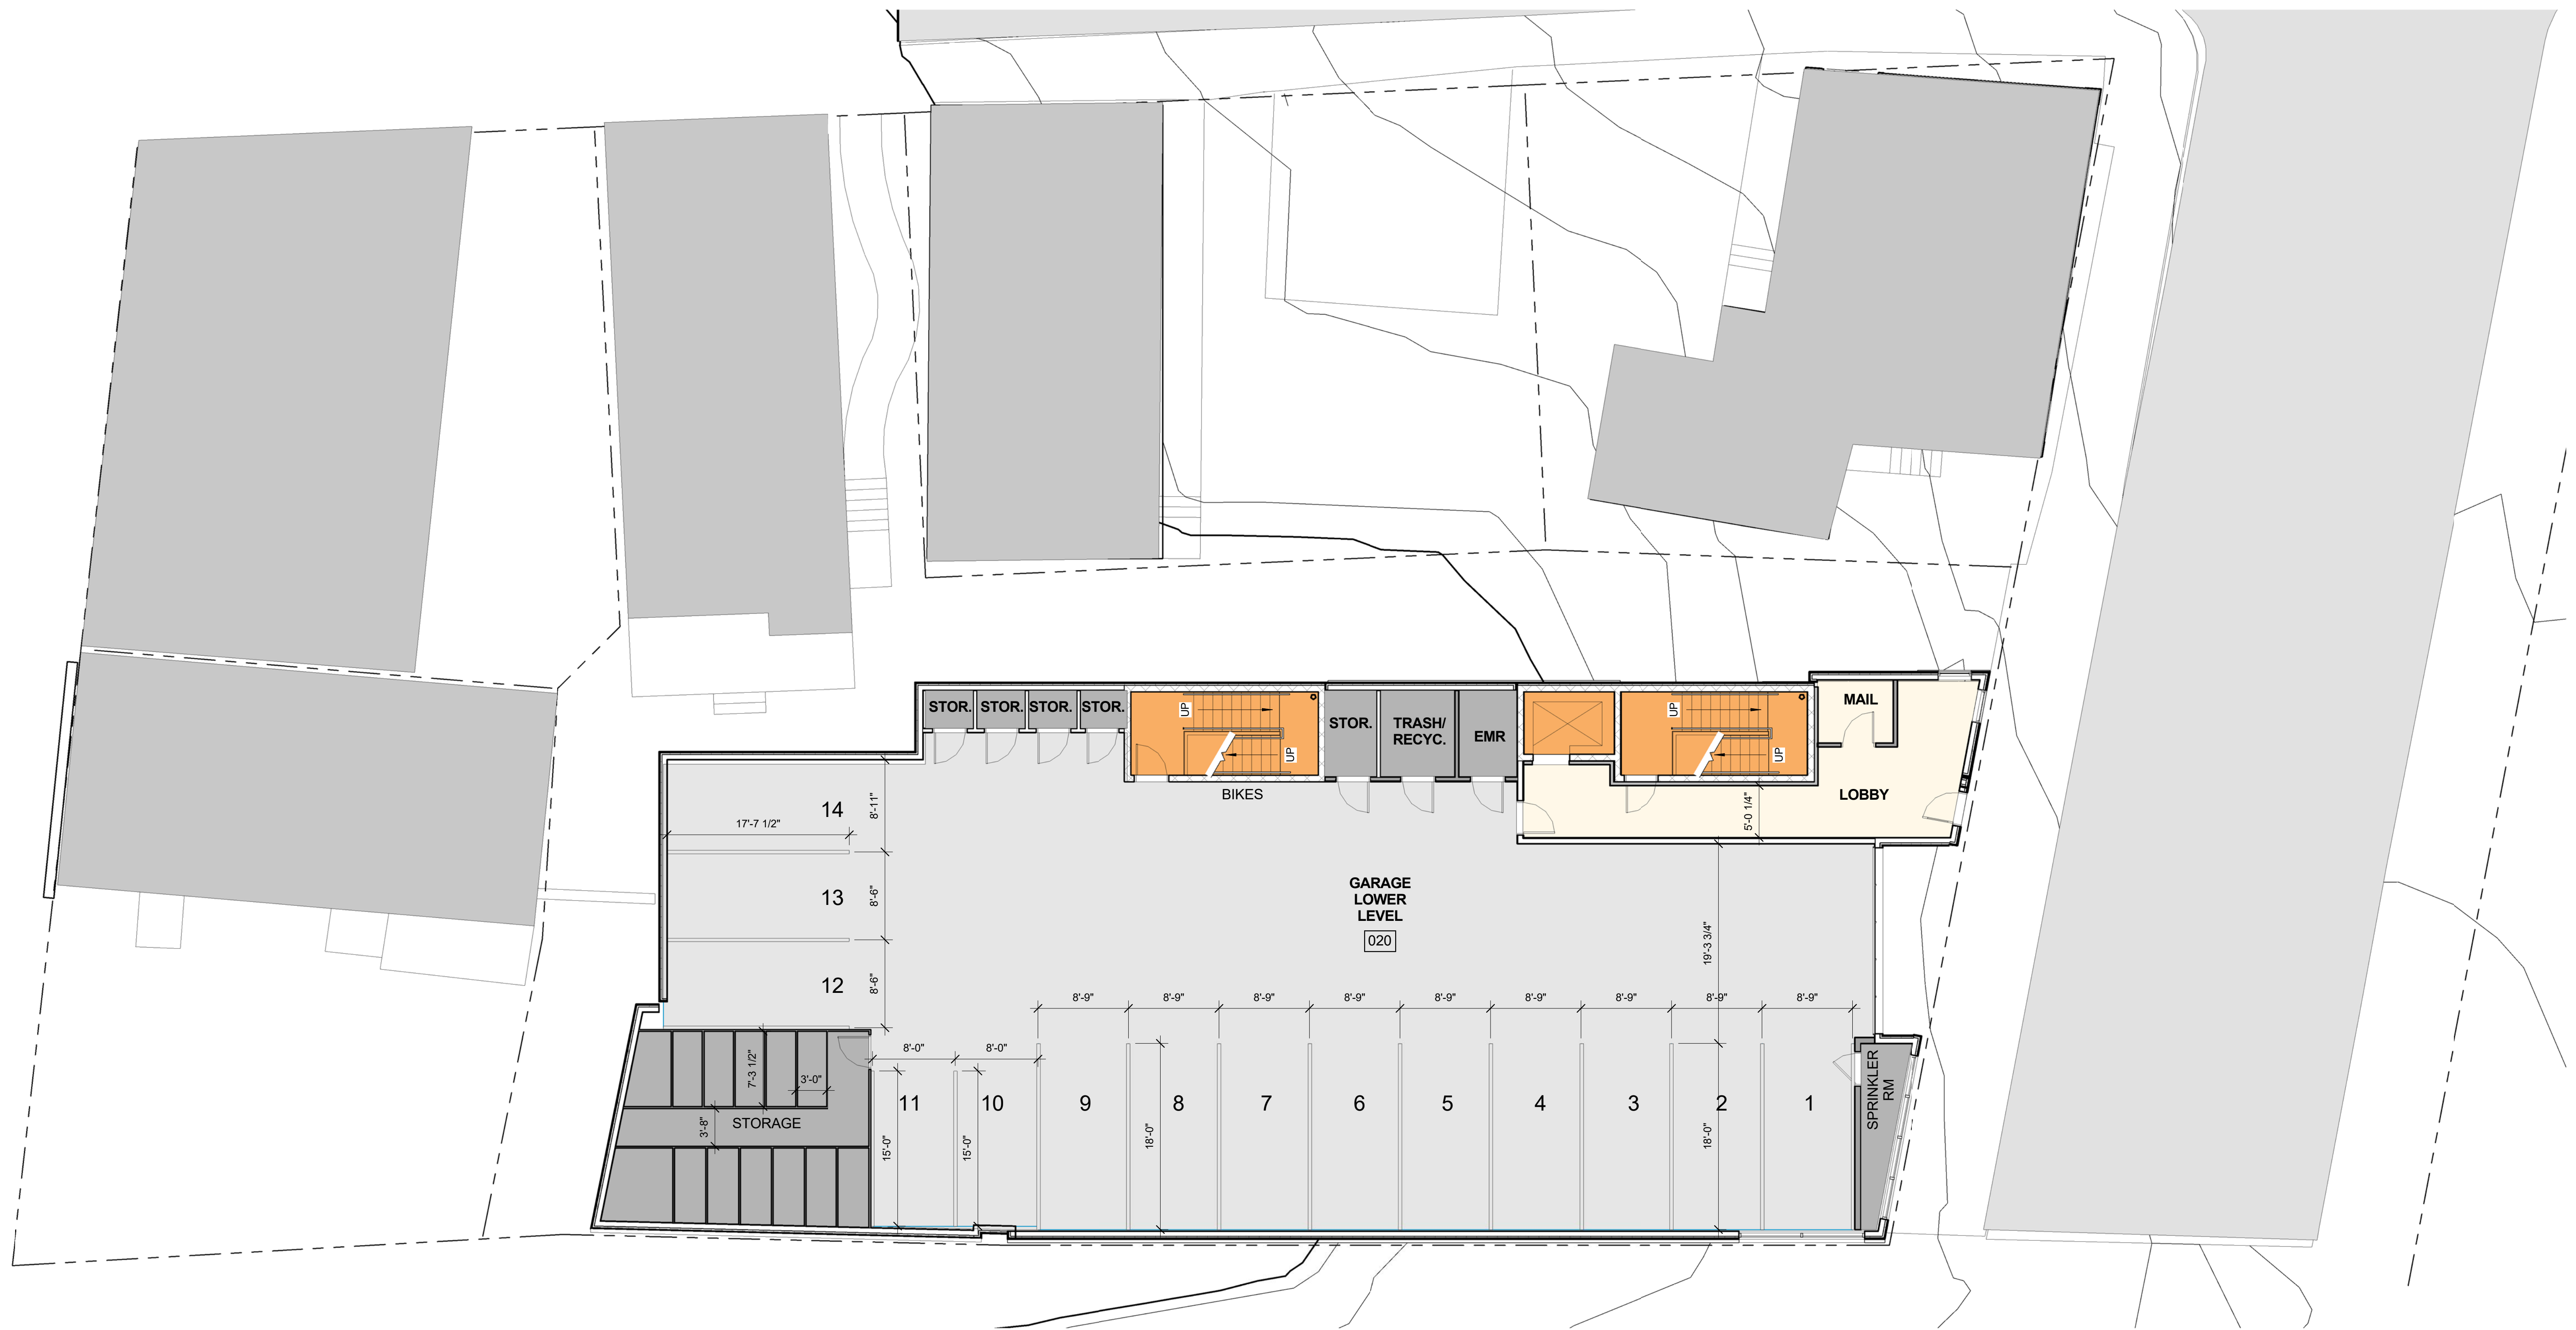 MAIL
STOR.
STOR.
STOR.
STOR.
UP
UP
STOR.
TRASH/
RECYC.
EMR
UP
UP
BIKES
LOBBY
5'-0 1/4"
14
8'-11"
17'-7 1/2"
13
8'-6"
12
8'-6"
GARAGE
LOWER
LEVEL
020
19'-3 3/4"
8'-9"
8'-9"
8'-9"
8'-9"
8'-9"
8'-9"
8'-9"
8'-9"
8'-9"
8'-0"
8'-0"
7'-3 1/2"
3'-0"
3'-8"
STORAGE
11
10
9
8
7
6
5
4
3
2
1
15'-0"
15'-0"
18'-0"
18'-0"
SPRINKLER
RM